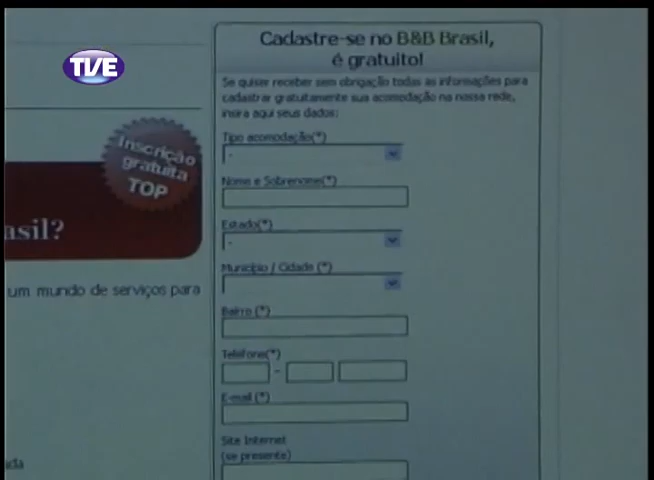 TVE
Cadastre-se no B&B Brasil,
é gratuito!
Se quiser receber sem obrigação todas as informações para
cadastrar gratuitamente sua acomodação na nossa rede,
insira aqui seus dados:
Tipo acomodação(*)
-
Nome e Sobrenome(*)
Estado(*)
-
Município / Cidade (*)
Bairro (*)
Telefone(*)
-
E-mail (*)
Site Internet
(se presente)
Inscrição
gratuita
TOP
asil?
um mundo de serviços para
ada